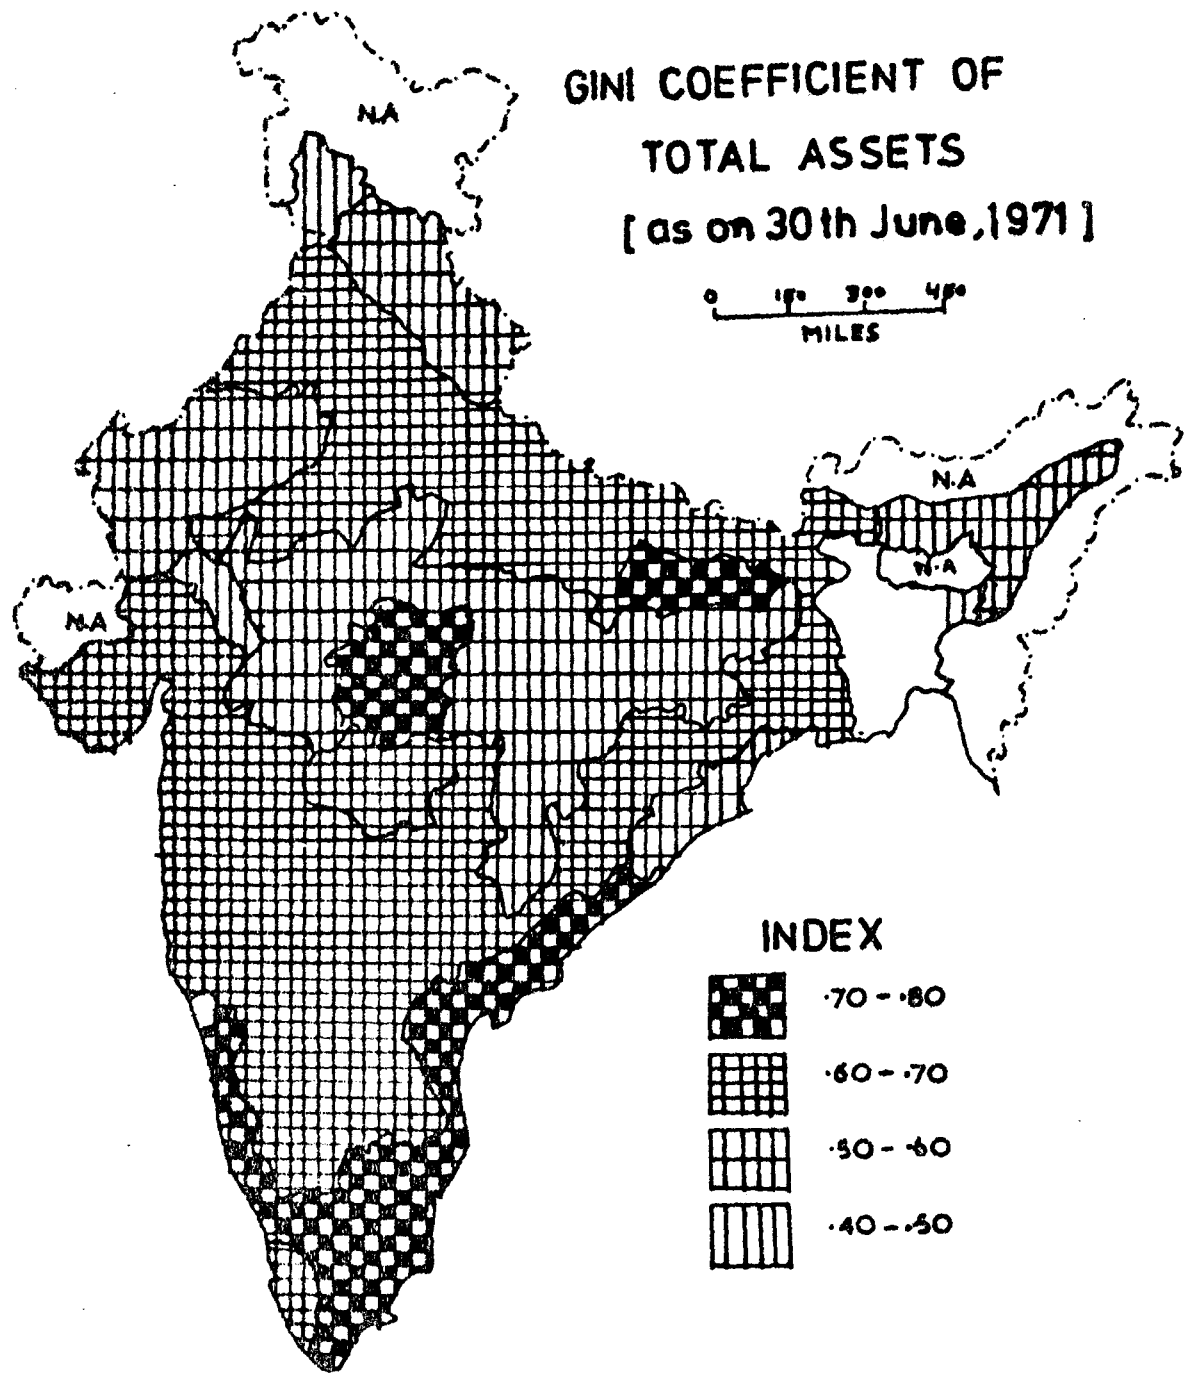 GINI COEFFICIENT OF
TOTAL ASSETS
[as on 30th June, 1971]
0 150 300 450
MILES
N.A
N.A
N.A
N.A
INDEX
.70 - .80
.60 - .70
.50 - .60
.40 - .50